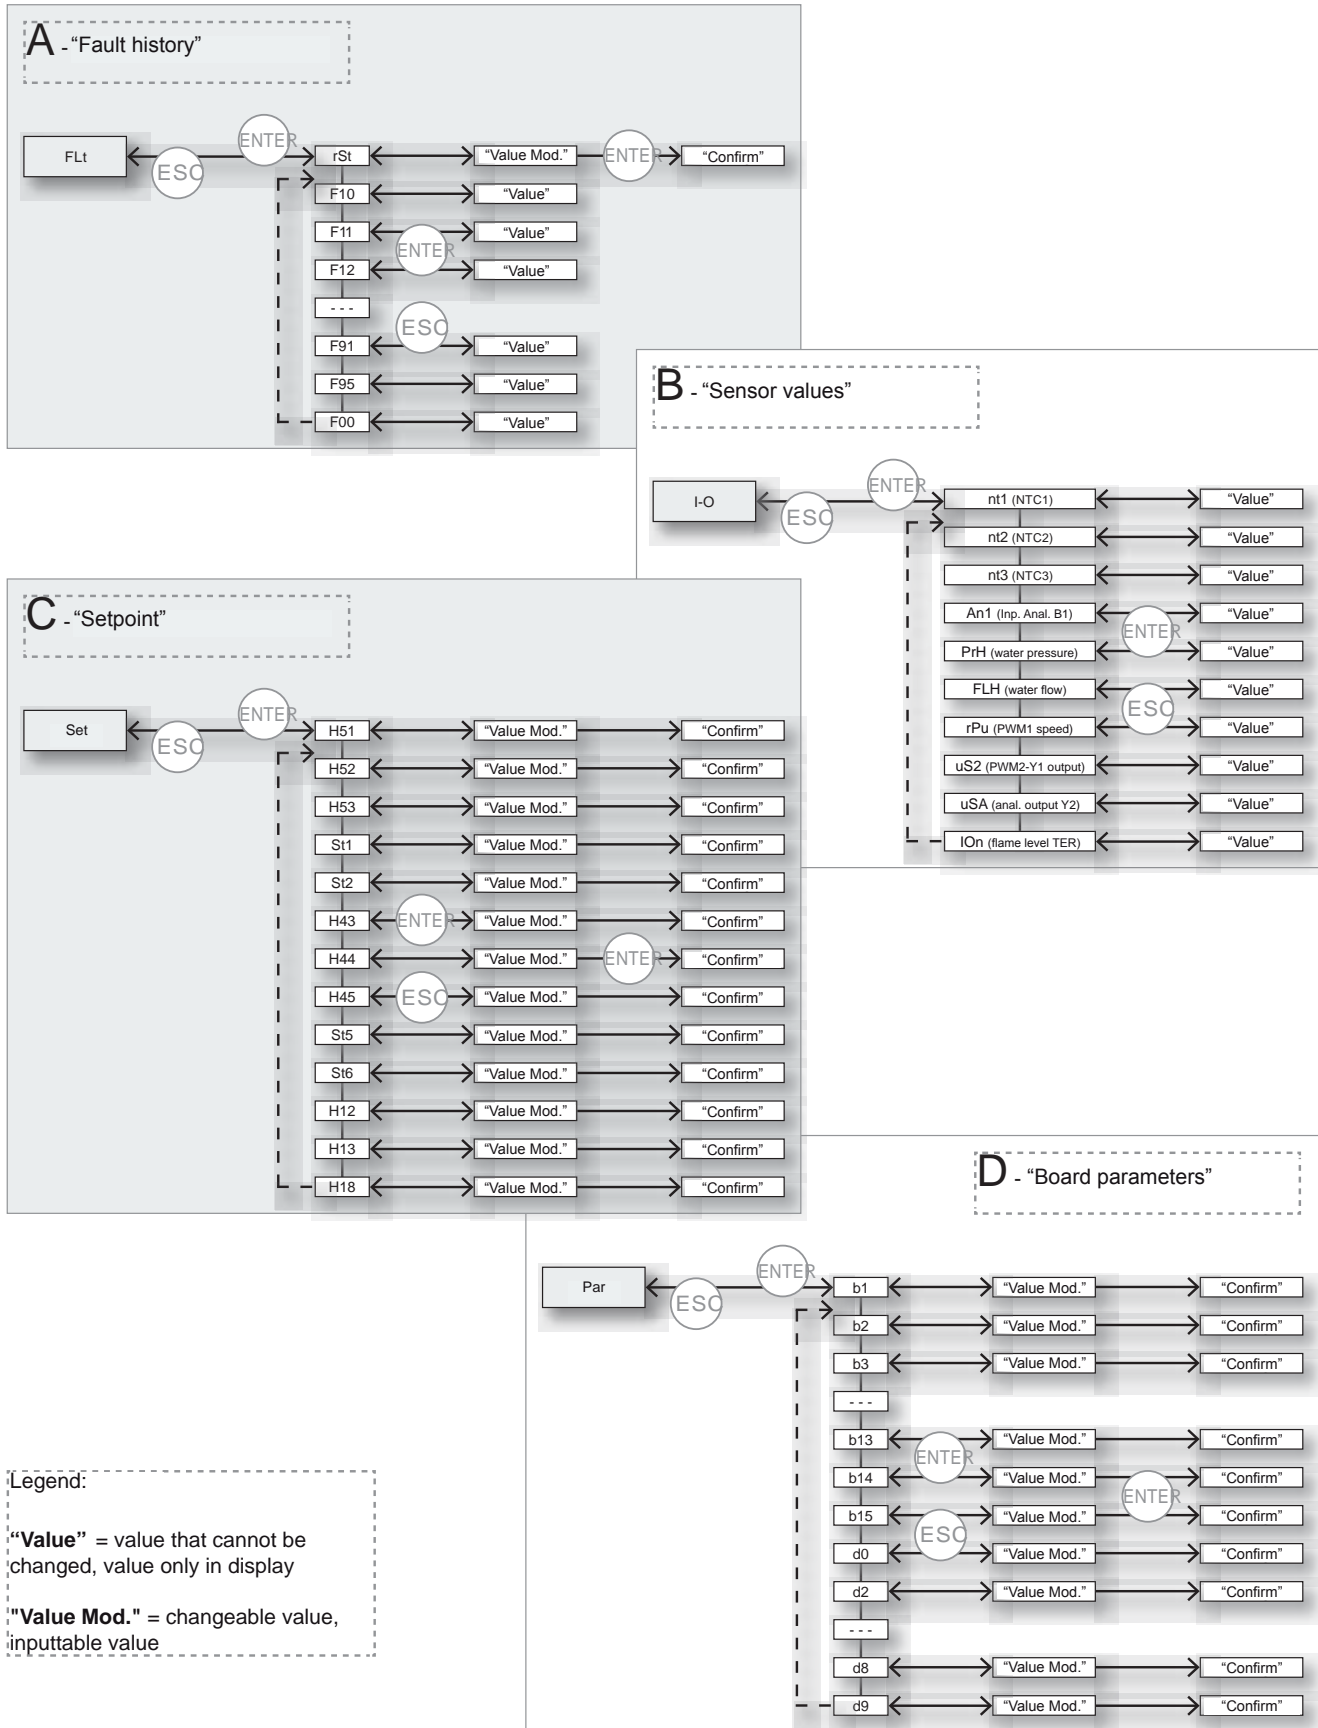 A - “Fault history”
FLt
ESC
ENTER
rSt “Value Mod.” ENTER “Confirm”
F10 “Value”
F11 “Value”
ENTER
F12 “Value”
- - -
ESC
F91 “Value”
F95 “Value”
F00 “Value”
B - “Sensor values”
I-O
ESC
ENTER
nt1 (NTC1) “Value”
nt2 (NTC2) “Value”
nt3 (NTC3) “Value”
An1 (Inp. Anal. B1) “Value”
ENTER
PrH (water pressure) “Value”
FLH (water flow) “Value”
ESC
rPu (PWM1 speed) “Value”
uS2 (PWM2-Y1 output) “Value”
uSA (anal. output Y2) “Value”
IOn (flame level TER) “Value”
C - “Setpoint”
Set
ESC
ENTER
H51 “Value Mod.” “Confirm”
H52 “Value Mod.” “Confirm”
H53 “Value Mod.” “Confirm”
St1 “Value Mod.” “Confirm”
St2 “Value Mod.” “Confirm”
H43 ENTER “Value Mod.” “Confirm”
H44 “Value Mod.” ENTER “Confirm”
H45 ESC “Value Mod.” “Confirm”
St5 “Value Mod.” “Confirm”
St6 “Value Mod.” “Confirm”
H12 “Value Mod.” “Confirm”
H13 “Value Mod.” “Confirm”
H18 “Value Mod.” “Confirm”
D - “Board parameters”
Par
ESC
ENTER
b1 “Value Mod.” “Confirm”
b2 “Value Mod.” “Confirm”
b3 “Value Mod.” “Confirm”
- - -
b13 “Value Mod.” “Confirm”
ENTER
b14 “Value Mod.” “Confirm”
ENTER
b15 “Value Mod.” “Confirm”
ESC
d0 “Value Mod.” “Confirm”
d2 “Value Mod.” “Confirm”
- - -
d8 “Value Mod.” “Confirm”
d9 “Value Mod.” “Confirm”
Legend:
“Value” = value that cannot be
changed, value only in display
"Value Mod." = changeable value,
inputtable value